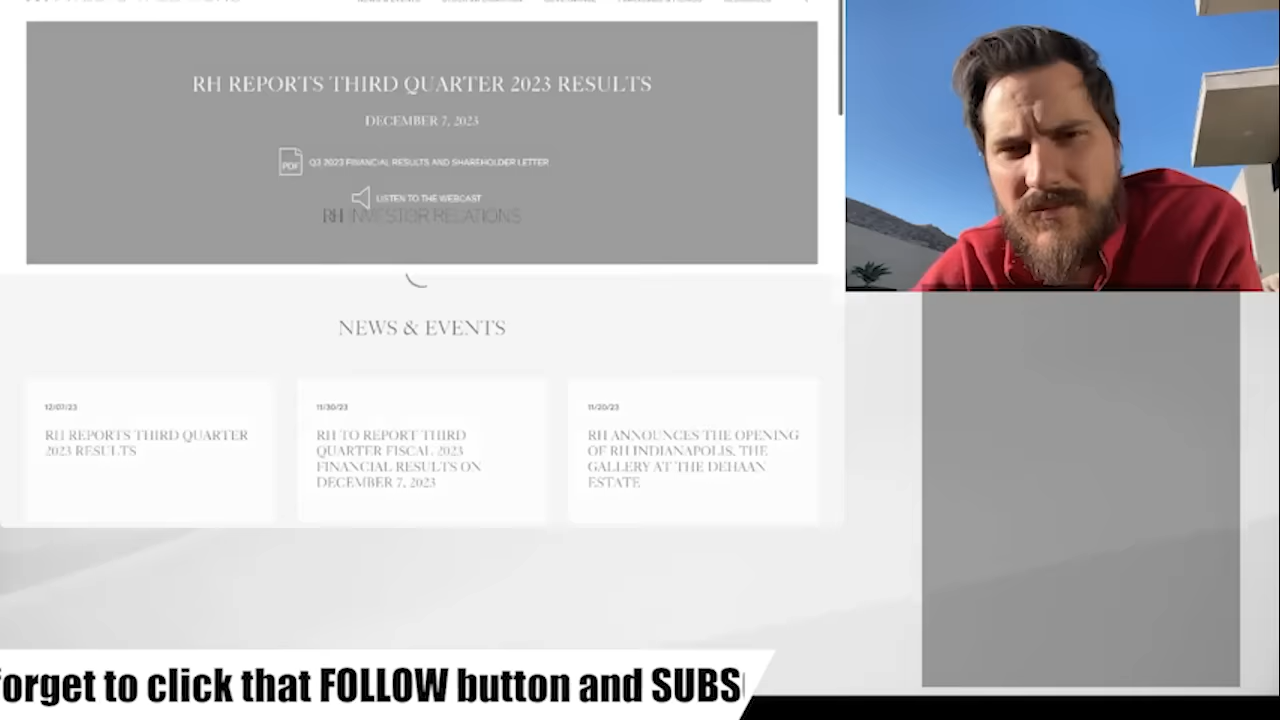 RH REPORTS THIRD QUARTER 2023 RESULTS
DECEMBER 7, 2023
PDF
Q3 2023 FINANCIAL RESULTS AND SHAREHOLDER LETTER
LISTEN TO THE WEBCAST
RH INVESTOR RELATIONS
NEWS & EVENTS
12/07/23
RH REPORTS THIRD QUARTER
2023 RESULTS
11/30/23
RH TO REPORT THIRD
QUARTER FISCAL 2023
FINANCIAL RESULTS ON
DECEMBER 7, 2023
11/20/23
RH ANNOUNCES THE OPENING
OF RH INDIANAPOLIS, THE
GALLERY AT THE DEHAAN
ESTATE
forget to click that FOLLOW button and SUBS